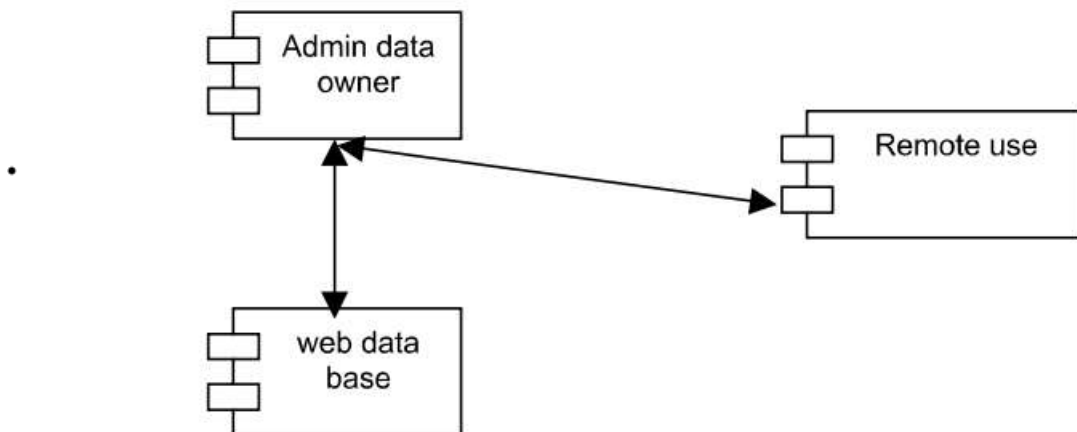 Admin data
owner
Remote use
web data
base